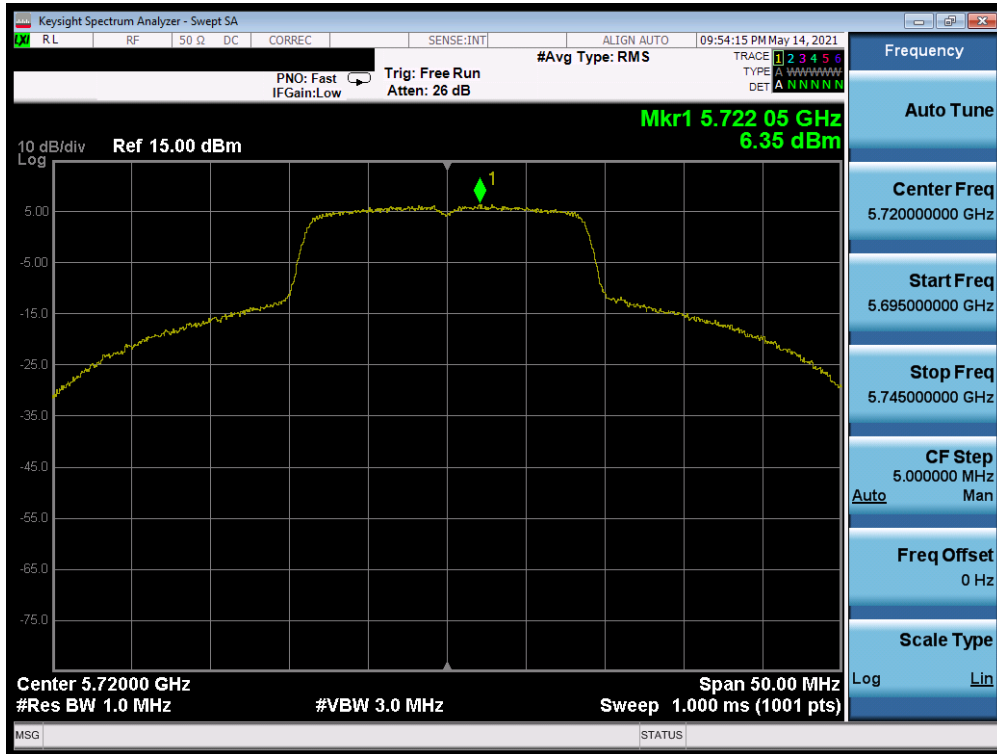 Keysight Spectrum Analyzer - Swept SA
LXI RL RF 50 Ω DC CORREC SENSE:INT ALIGN AUTO 09:54:15 PM May 14, 2021
PNO: Fast
IFGain:Low
Trig: Free Run
Atten: 26 dB
#Avg Type: RMS
TRACE 1 2 3 4 5 6
TYPE A WWWWW
DET A N N N N N
Mkr1 5.722 05 GHz
6.35 dBm
10 dB/div Ref 15.00 dBm
Log
1
5.00
-5.00
-15.0
-25.0
-35.0
-45.0
-55.0
-65.0
-75.0
Center 5.72000 GHz Span 50.00 MHz
#Res BW 1.0 MHz #VBW 3.0 MHz Sweep 1.000 ms (1001 pts)
MSG STATUS
Frequency
Auto Tune
Center Freq
5.720000000 GHz
Start Freq
5.695000000 GHz
Stop Freq
5.745000000 GHz
CF Step
5.000000 MHz
Auto Man
Freq Offset
0 Hz
Scale Type
Log Lin